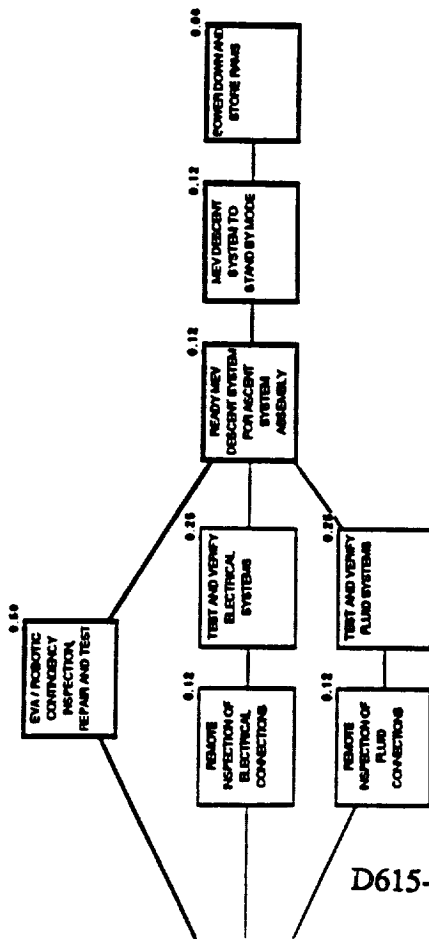 0.50
EVA / ROBOTIC
CONTINGENCY
INSPECTION,
REPAIR AND TEST
0.12
REMOTE
INSPECTION OF
ELECTRICAL
CONNECTIONS
0.25
TEST AND VERIFY
ELECTRICAL
SYSTEMS
0.12
READY MEV
DESCENT SYSTEM
FOR ASCENT
SYSTEM
ASSEMBLY
0.12
MEV DESCENT
SYSTEM TO
STAND BY MODE
POWER DOWN AND
STORE RAMS
0.12
REMOTE
INSPECTION OF
FLUID
CONNECTIONS
0.25
TEST AND VERIFY
FLUID SYSTEMS
D615-